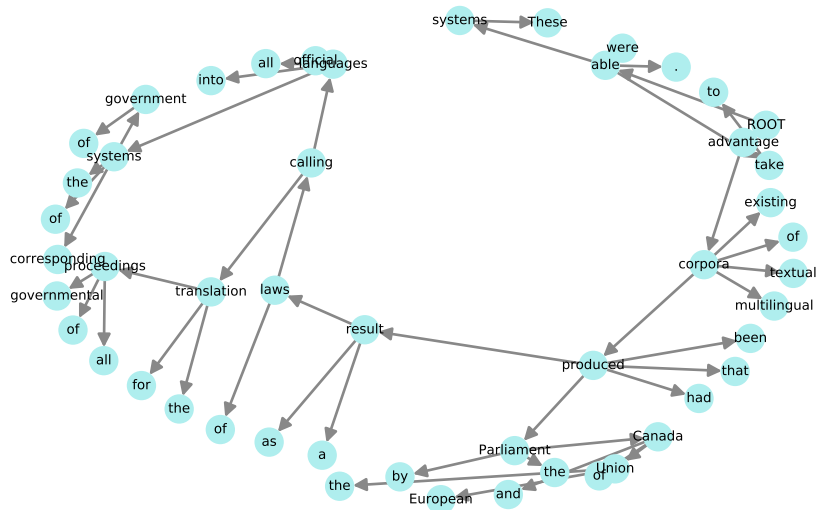 systems
These
were
official
languages
all
able
.
into
to
government
ROOT
of
advantage
systems
calling
take
the
existing
of
of
corresponding
proceedings
corpora
textual
governmental
translation
laws
multilingual
of
result
been
all
produced
that
for
had
the
of
as
Canada
a
Parliament
the
Union
by
of
the
European
and